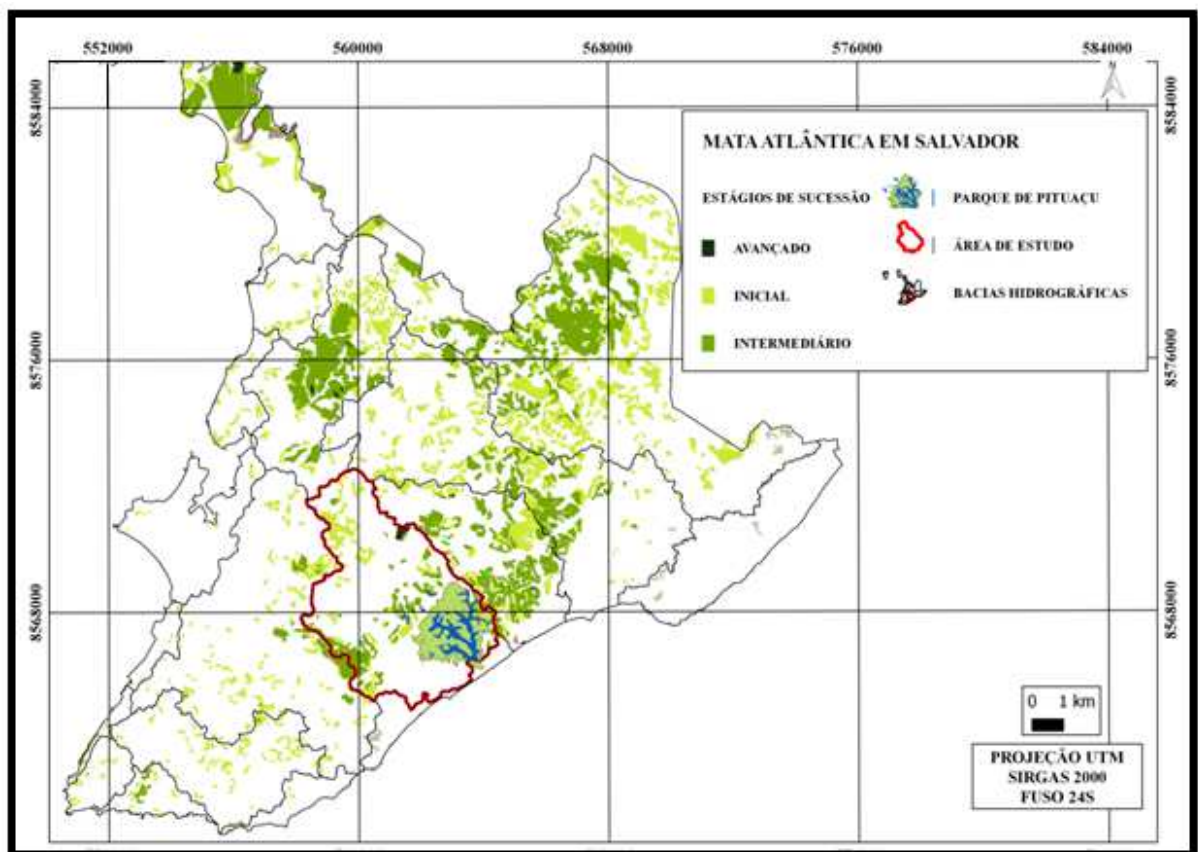 552000 560000 568000 576000 584000
N
8584000 8584000
MATA ATLÂNTICA EM SALVADOR
ESTÁGIOS DE SUCESSÃO
PARQUE DE PITUAÇU
AVANÇADO
ÁREA DE ESTUDO
INICIAL
BACIAS HIDROGRÁFICAS
INTERMEDIÁRIO
8576000 8576000
8568000 8568000
0 1 km
PROJEÇÃO UTM
SIRGAS 2000
FUSO 24S